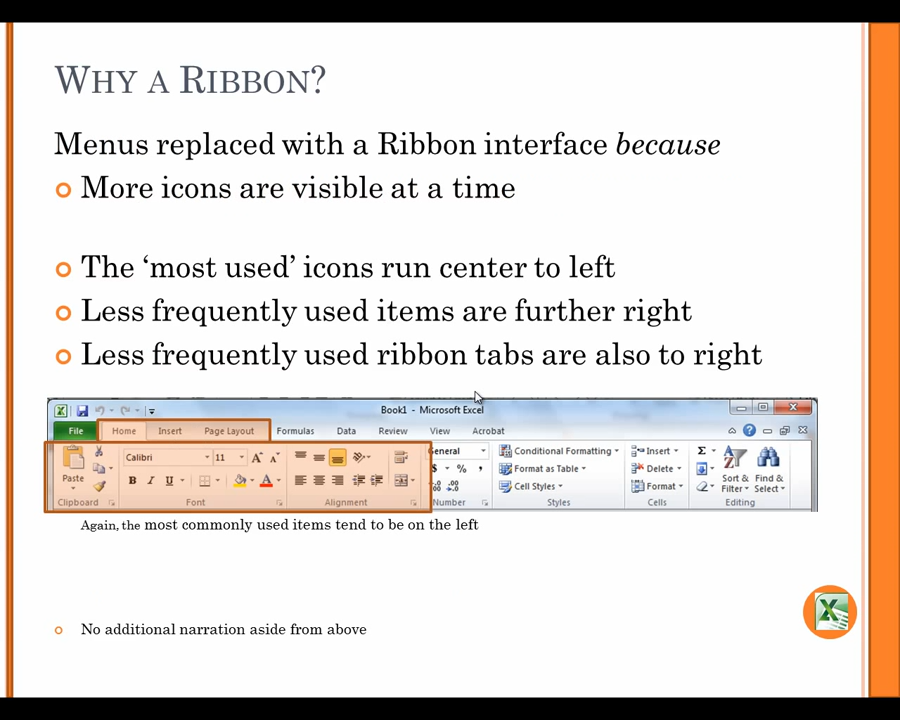 WHY A RIBBON?
Menus replaced with a Ribbon interface because
More icons are visible at a time
The ‘most used’ icons run center to left
Less frequently used items are further right
Less frequently used ribbon tabs are also to right
Book1 - Microsoft Excel
File Home Insert Page Layout Formulas Data Review View Acrobat
Calibri 11 A A General Conditional Formatting Insert Σ
Paste B I U A $ % , Format as Table Delete Sort & Find &
.0 .00 Cell Styles Format Filter Select
Clipboard Font Alignment Number Styles Cells Editing
Again, the most commonly used items tend to be on the left
No additional narration aside from above